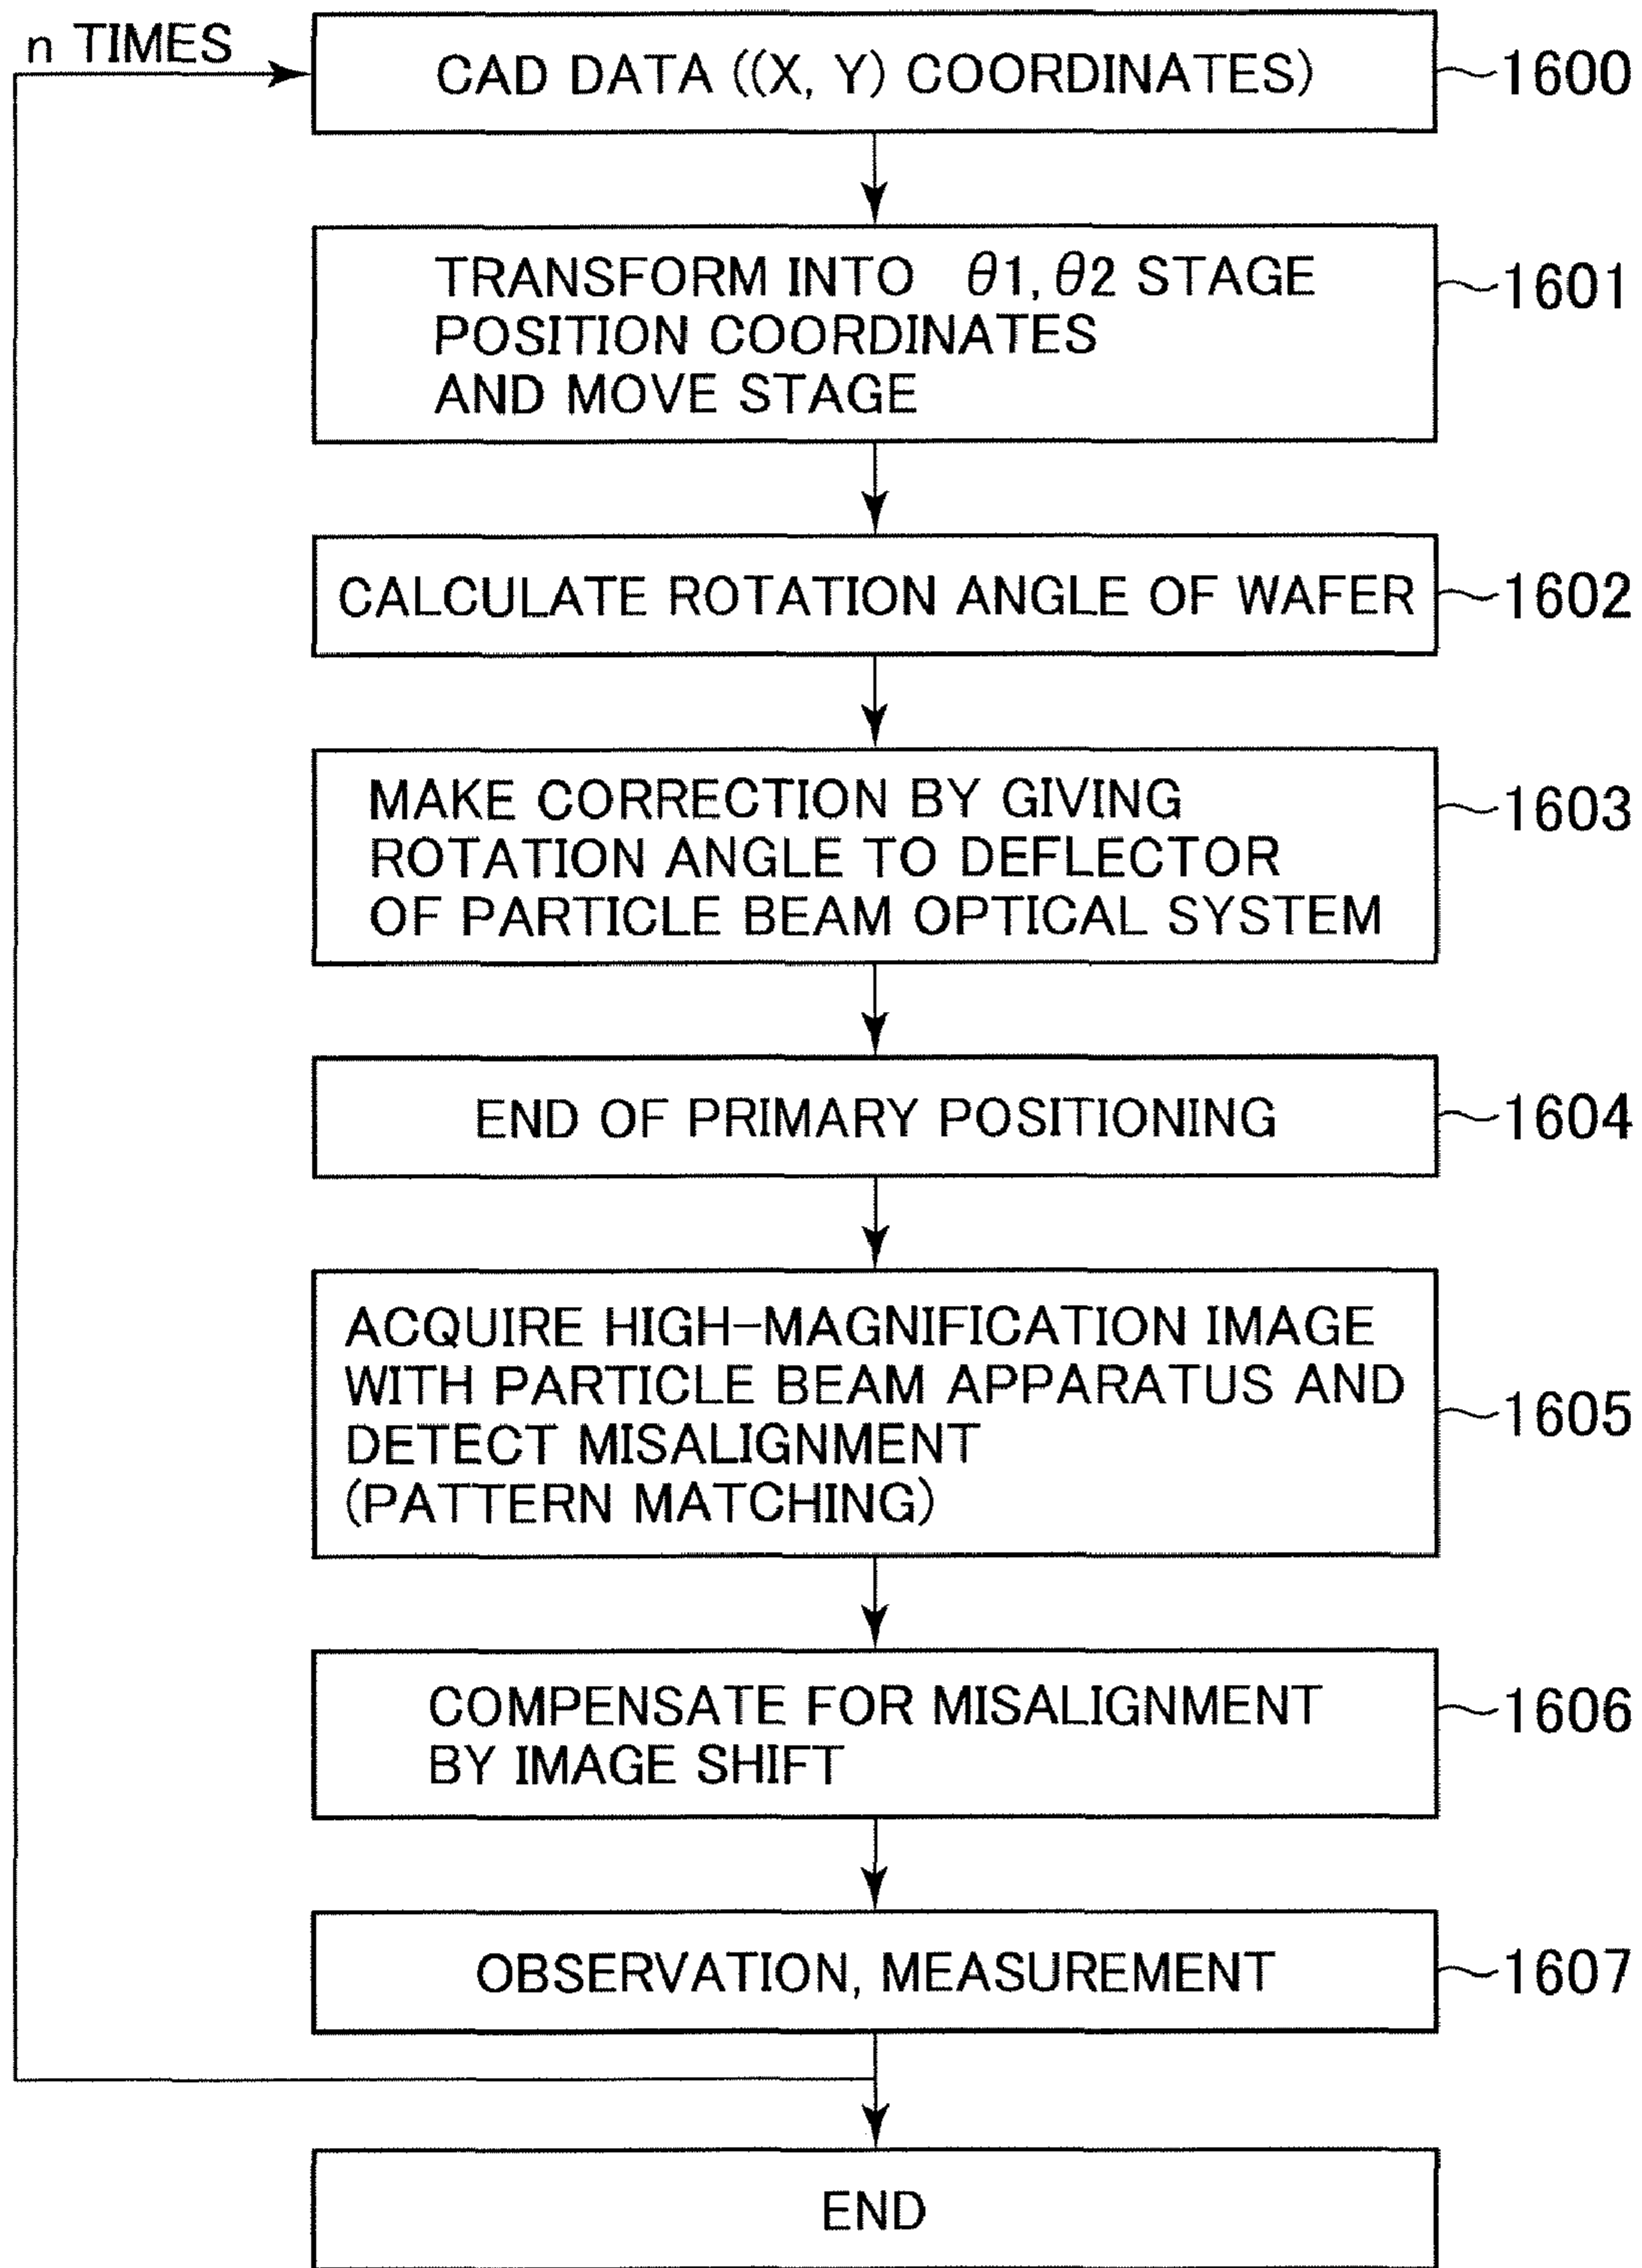 n TIMES
CAD DATA ((X, Y) COORDINATES)
1600
TRANSFORM INTO θ1, θ2 STAGE
POSITION COORDINATES
AND MOVE STAGE
1601
CALCULATE ROTATION ANGLE OF WAFER
1602
MAKE CORRECTION BY GIVING
ROTATION ANGLE TO DEFLECTOR
OF PARTICLE BEAM OPTICAL SYSTEM
1603
END OF PRIMARY POSITIONING
1604
ACQUIRE HIGH-MAGNIFICATION IMAGE
WITH PARTICLE BEAM APPARATUS AND
DETECT MISALIGNMENT
(PATTERN MATCHING)
1605
COMPENSATE FOR MISALIGNMENT
BY IMAGE SHIFT
1606
OBSERVATION, MEASUREMENT
1607
END